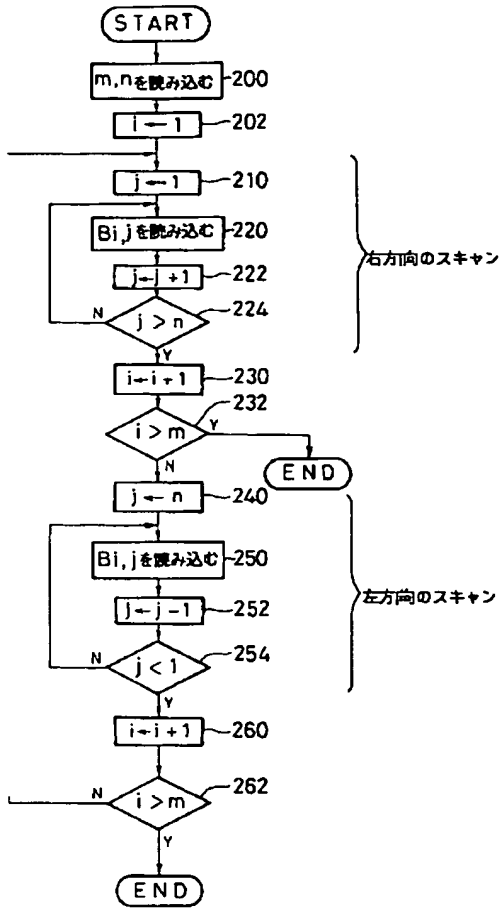 START
m,nを読み込む 200
i←1 202
j←1 210
Bi,jを読み込む 220
j←j+1 222
右方向のスキャン
224
N
j>n
Y
i←i+1 230
232
i>m Y
N
END
j←n 240
Bi,jを読み込む 250
j←j-1 252
左方向のスキャン
254
N
j<1
Y
i←i+1 260
262
N
i>m
Y
END